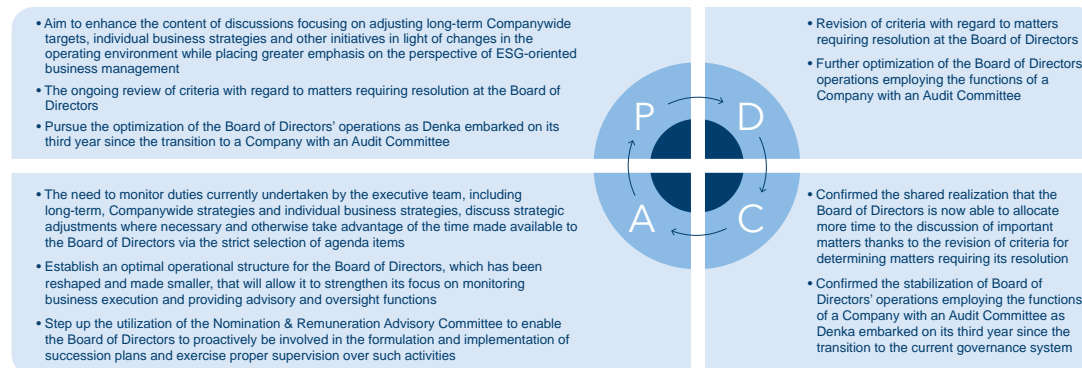 • Aim to enhance the content of discussions focusing on adjusting long-term Companywide
targets, individual business strategies and other initiatives in light of changes in the
operating environment while placing greater emphasis on the perspective of ESG-oriented
business management
• The ongoing review of criteria with regard to matters requiring resolution at the Board of
Directors
• Pursue the optimization of the Board of Directors' operations as Denka embarked on its
third year since the transition to a Company with an Audit Committee
P
D
• Revision of criteria with regard to matters
requiring resolution at the Board of Directors
• Further optimization of the Board of Directors
operations employing the functions of a
Company with an Audit Committee
• The need to monitor duties currently undertaken by the executive team, including
long-term, Companywide strategies and individual business strategies, discuss strategic
adjustments where necessary and otherwise take advantage of the time made available to
the Board of Directors via the strict selection of agenda items
• Establish an optimal operational structure for the Board of Directors, which has been
reshaped and made smaller, that will allow it to strengthen its focus on monitoring
business execution and providing advisory and oversight functions
• Step up the utilization of the Nomination & Remuneration Advisory Committee to enable
the Board of Directors to proactively be involved in the formulation and implementation of
succession plans and exercise proper supervision over such activities
A
C
• Confirmed the shared realization that the
Board of Directors is now able to allocate
more time to the discussion of important
matters thanks to the revision of criteria for
determining matters requiring its resolution
• Confirmed the stabilization of Board of
Directors' operations employing the functions
of a Company with an Audit Committee as
Denka embarked on its third year since the
transition to the current governance system